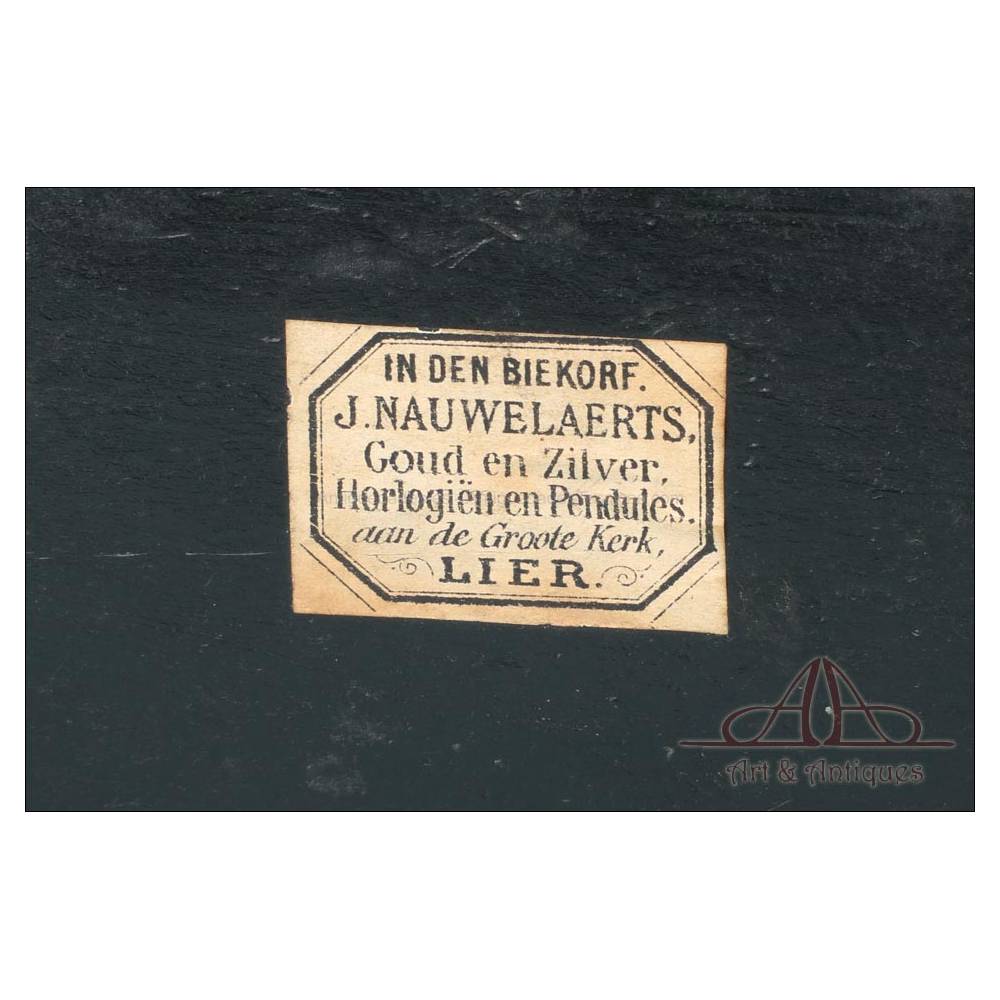 IN DEN BIEKORF.
J. NAUWELAERTS,
Goud en Zilver,
Horlogiën en Pendules.
aan de Groote Kerk,
LIER.
Art & Antiques